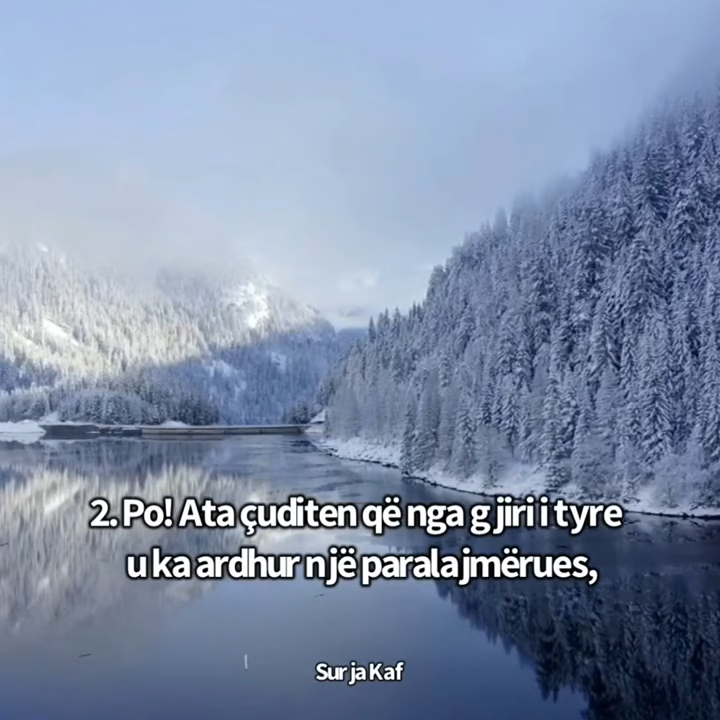 2. Po! Ata çuditen që nga gjiri i tyre
u ka ardhur një paralajmërues,
Surja Kaf